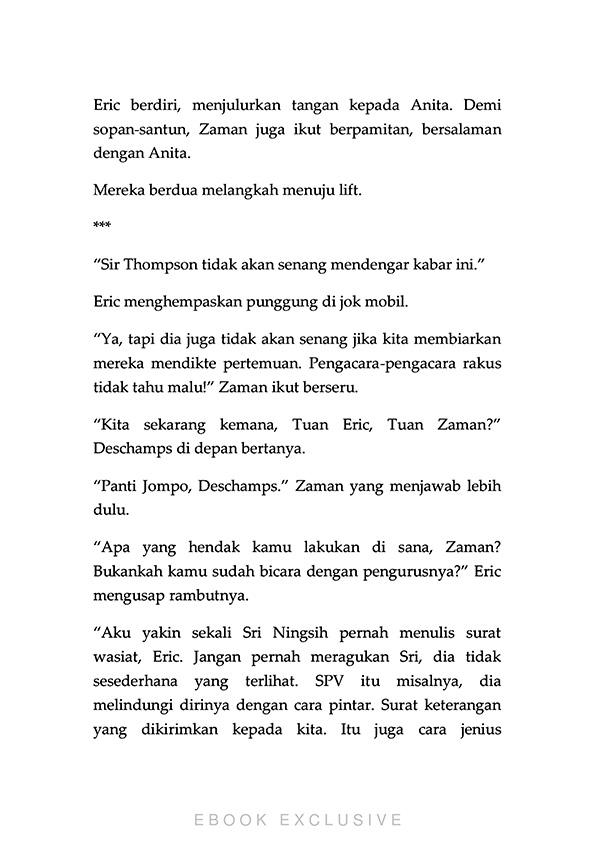 Eric berdiri, menjulurkan tangan kepada Anita. Demi
sopan-santun, Zaman juga ikut berpamitan, bersalaman
dengan Anita.
Mereka berdua melangkah menuju lift.
***
“Sir Thompson tidak akan senang mendengar kabar ini.”
Eric menghempaskan punggung di jok mobil.
“Ya, tapi dia juga tidak akan senang jika kita membiarkan
mereka mendikte pertemuan. Pengacara-pengacara rakus
tidak tahu malu!” Zaman ikut berseru.
“Kita sekarang kemana, Tuan Eric, Tuan Zaman?”
Deschamps di depan bertanya.
“Panti Jompo, Deschamps.” Zaman yang menjawab lebih
dulu.
“Apa yang hendak kamu lakukan di sana, Zaman?
Bukankah kamu sudah bicara dengan pengurusnya?” Eric
mengusap rambutnya.
“Aku yakin sekali Sri Ningsih pernah menulis surat
wasiat, Eric. Jangan pernah meragukan Sri, dia tidak
sesederhana yang terlihat. SPV itu misalnya, dia
melindungi dirinya dengan cara pintar. Surat keterangan
yang dikirimkan kepada kita. Itu juga cara jenius
EBOOK EXCLUSIVE